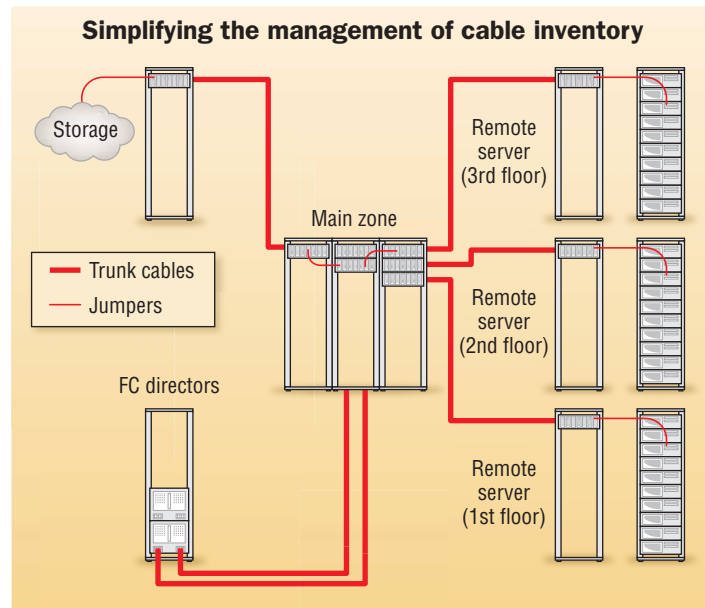 Simplifying the management of cable inventory
Storage
Remote
server
(3rd floor)
Main zone
Trunk cables
Jumpers
Remote
server
(2nd floor)
FC directors
Remote
server
(1st floor)